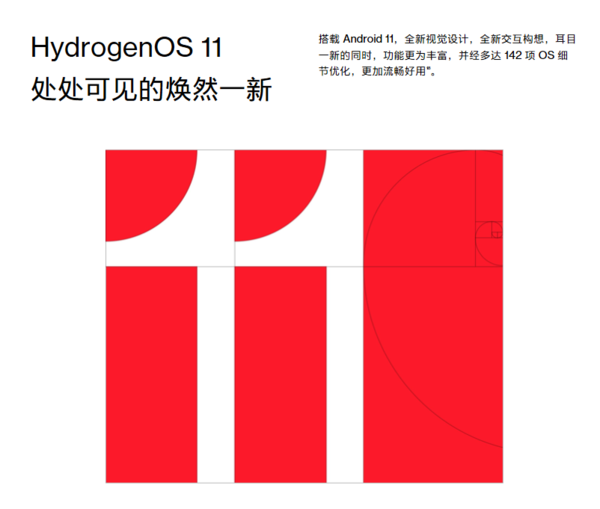 HydrogenOS 11
处处可见的焕然一新
搭载 Android 11，全新视觉设计，全新交互构想，耳目
一新的同时，功能更为丰富，并经多达 142 项 OS 细
节优化，更加流畅好用"。